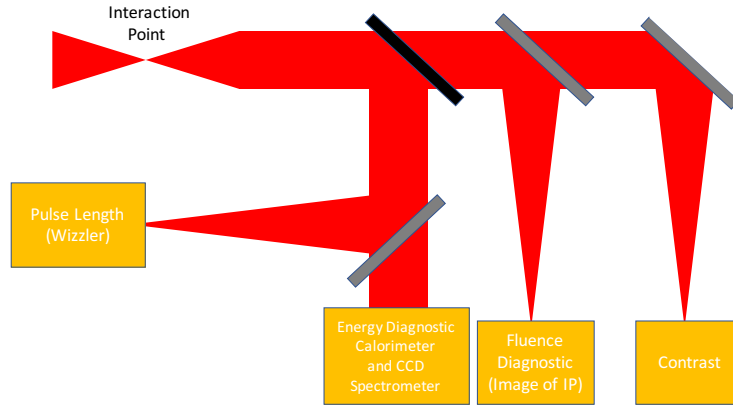 Interaction
Point
Pulse Length
(Wizzler)
Energy Diagnostic
Calorimeter
and CCD
Spectrometer
Fluence
Diagnostic
(Image of IP)
Contrast